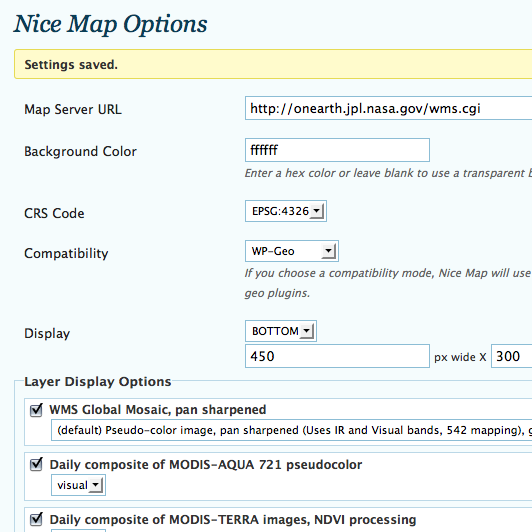 Nice Map Options
Settings saved.
Map Server URL http://onearth.jpl.nasa.gov/wms.cgi
Background Color ffffff
Enter a hex color or leave blank to use a transparent
CRS Code EPSG:4326
Compatibility WP-Geo
If you choose a compatibility mode, Nice Map will use
geo plugins.
Display BOTTOM
450 px wide X 300
Layer Display Options
WMS Global Mosaic, pan sharpened
(default) Pseudo-color image, pan sharpened (Uses IR and Visual bands, 542 mapping),
Daily composite of MODIS-AQUA 721 pseudocolor
visual
Daily composite of MODIS-TERRA images, NDVI processing